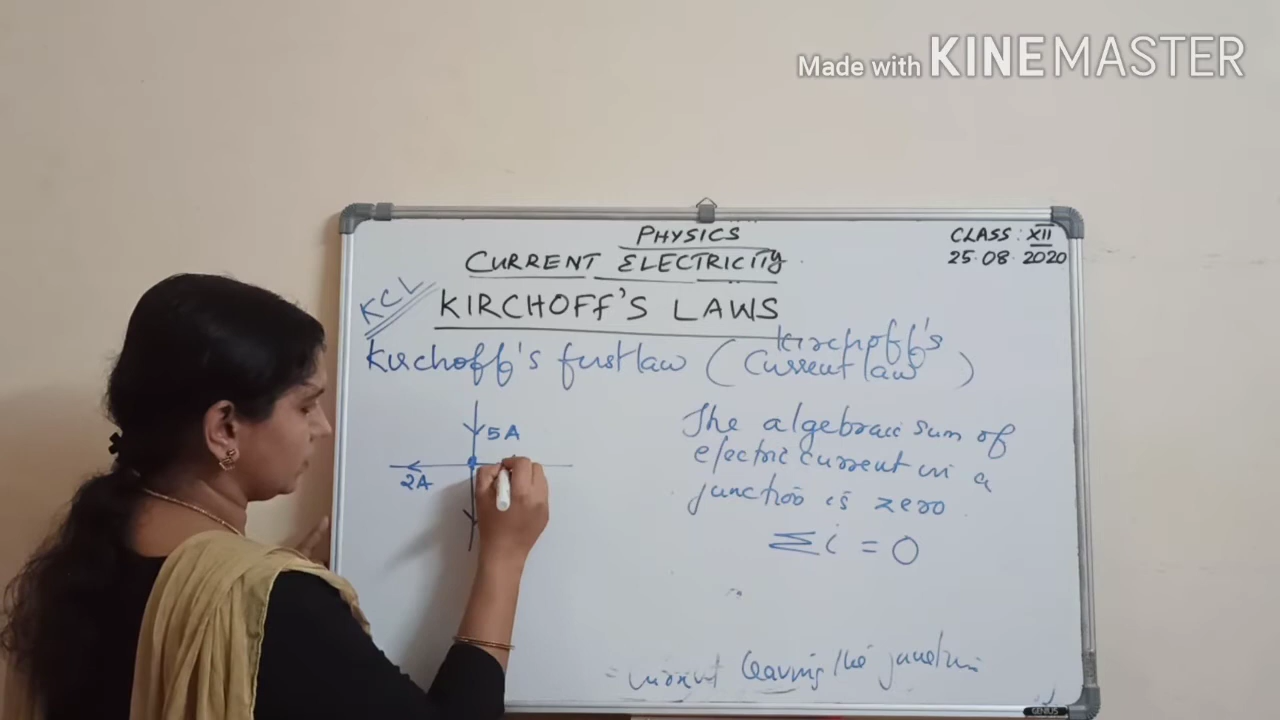 Made with KINEMASTER
PHYSICS
CLASS : XII
25.08.2020
CURRENT ELECTRICITY
KCL
KIRCHOFF'S LAWS
Kirchoff's first law (Kirchoff's
Current law)
5A
2A
The algebraic sum of
electric current in a
junction is zero
Σi = 0
= current leaving the junction
GENIUS